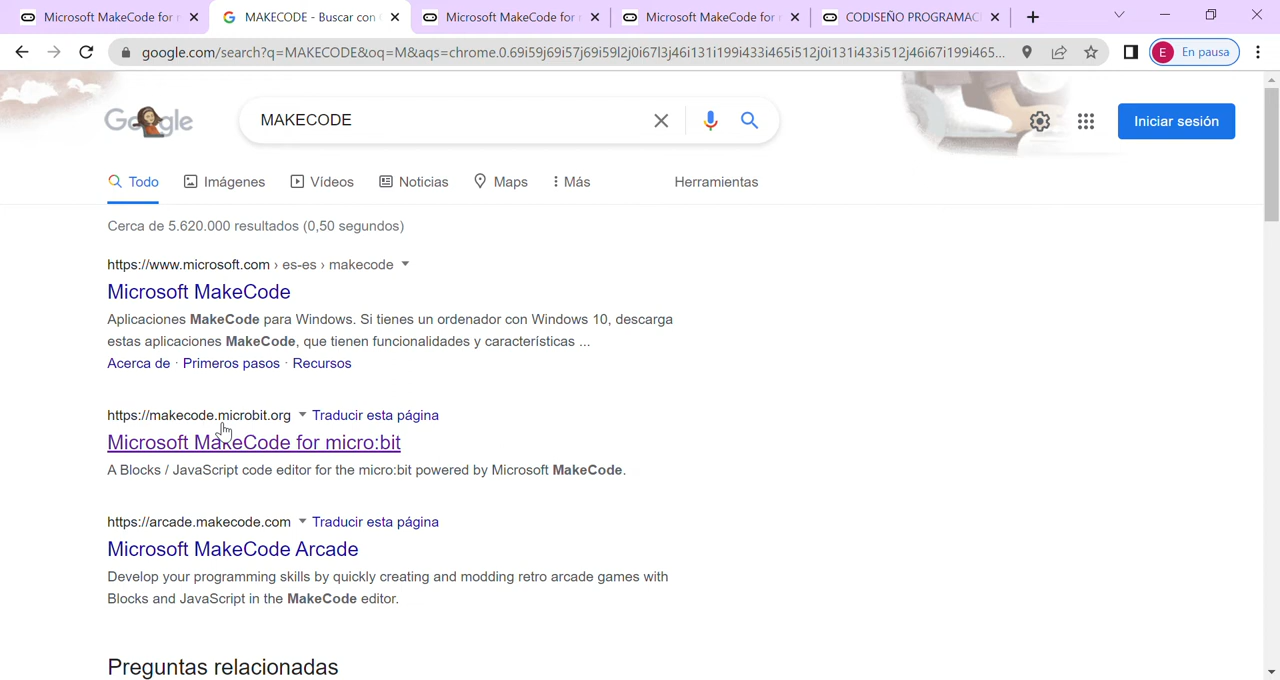 Microsoft MakeCode for
MAKECODE - Buscar con
Microsoft MakeCode for
Microsoft MakeCode for
CODISEÑO PROGRAMAC
google.com/search?q=MAKECODE&oq=M&aqs=chrome.0.69i59j69i57j69i59l2j0i67l3j46i131i199i433i465i512j0i131i433i512j46i67i199i465...
E En pausa
Google
MAKECODE
Iniciar sesión
Todo Imágenes Vídeos Noticias Maps Más Herramientas
Cerca de 5.620.000 resultados (0,50 segundos)
https://www.microsoft.com › es-es › makecode
Microsoft MakeCode
Aplicaciones MakeCode para Windows. Si tienes un ordenador con Windows 10, descarga
estas aplicaciones MakeCode, que tienen funcionalidades y características ...
Acerca de · Primeros pasos · Recursos
https://makecode.microbit.org Traducir esta página
Microsoft MakeCode for micro:bit
A Blocks / JavaScript code editor for the micro:bit powered by Microsoft MakeCode.
https://arcade.makecode.com Traducir esta página
Microsoft MakeCode Arcade
Develop your programming skills by quickly creating and modding retro arcade games with
Blocks and JavaScript in the MakeCode editor.
Preguntas relacionadas